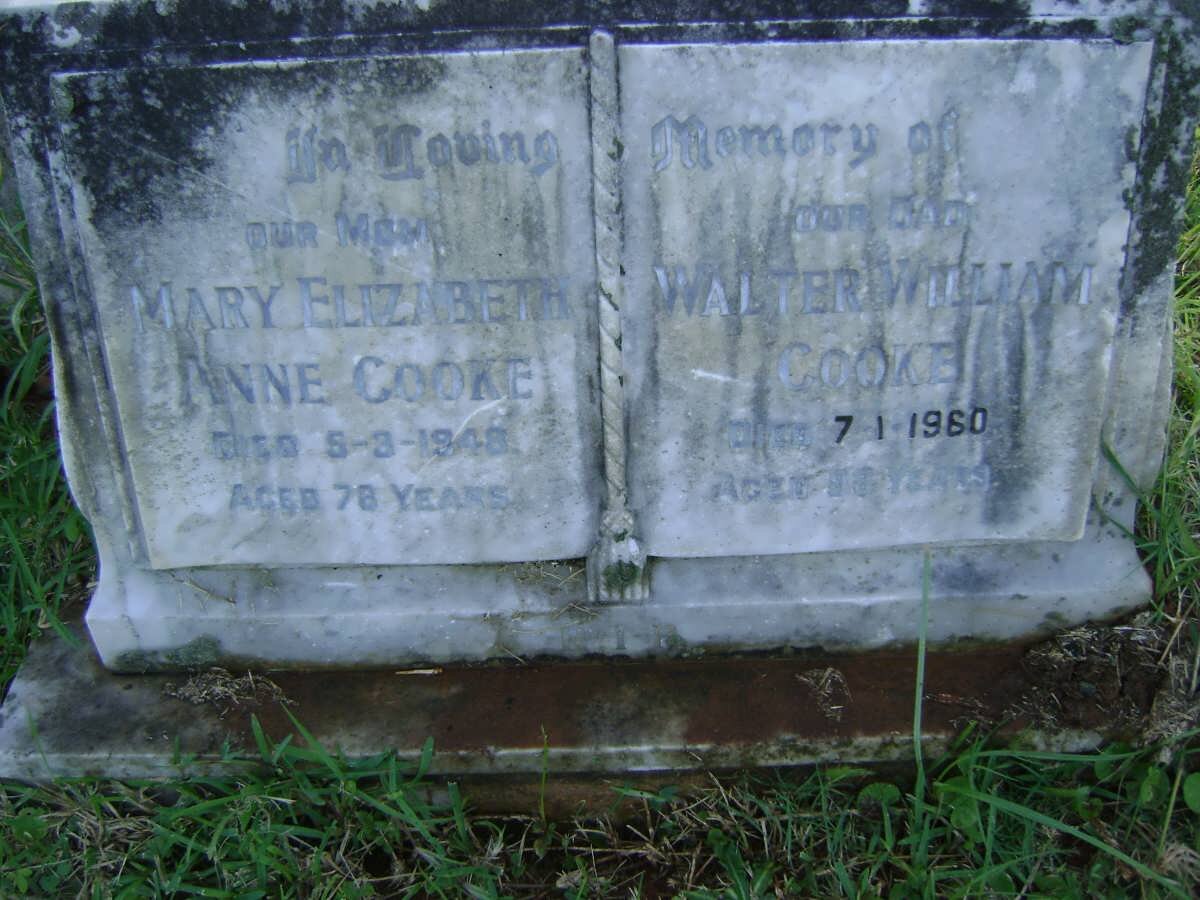 In Loving Memory of
OUR MOM
MARY ELIZABETH
ANNE COOKE
DIED 5-3-1948
AGED 78 YEARS
OUR DAD
WALTER WILLIAM
COOKE
DIED 7 1 1960
AGED YEARS